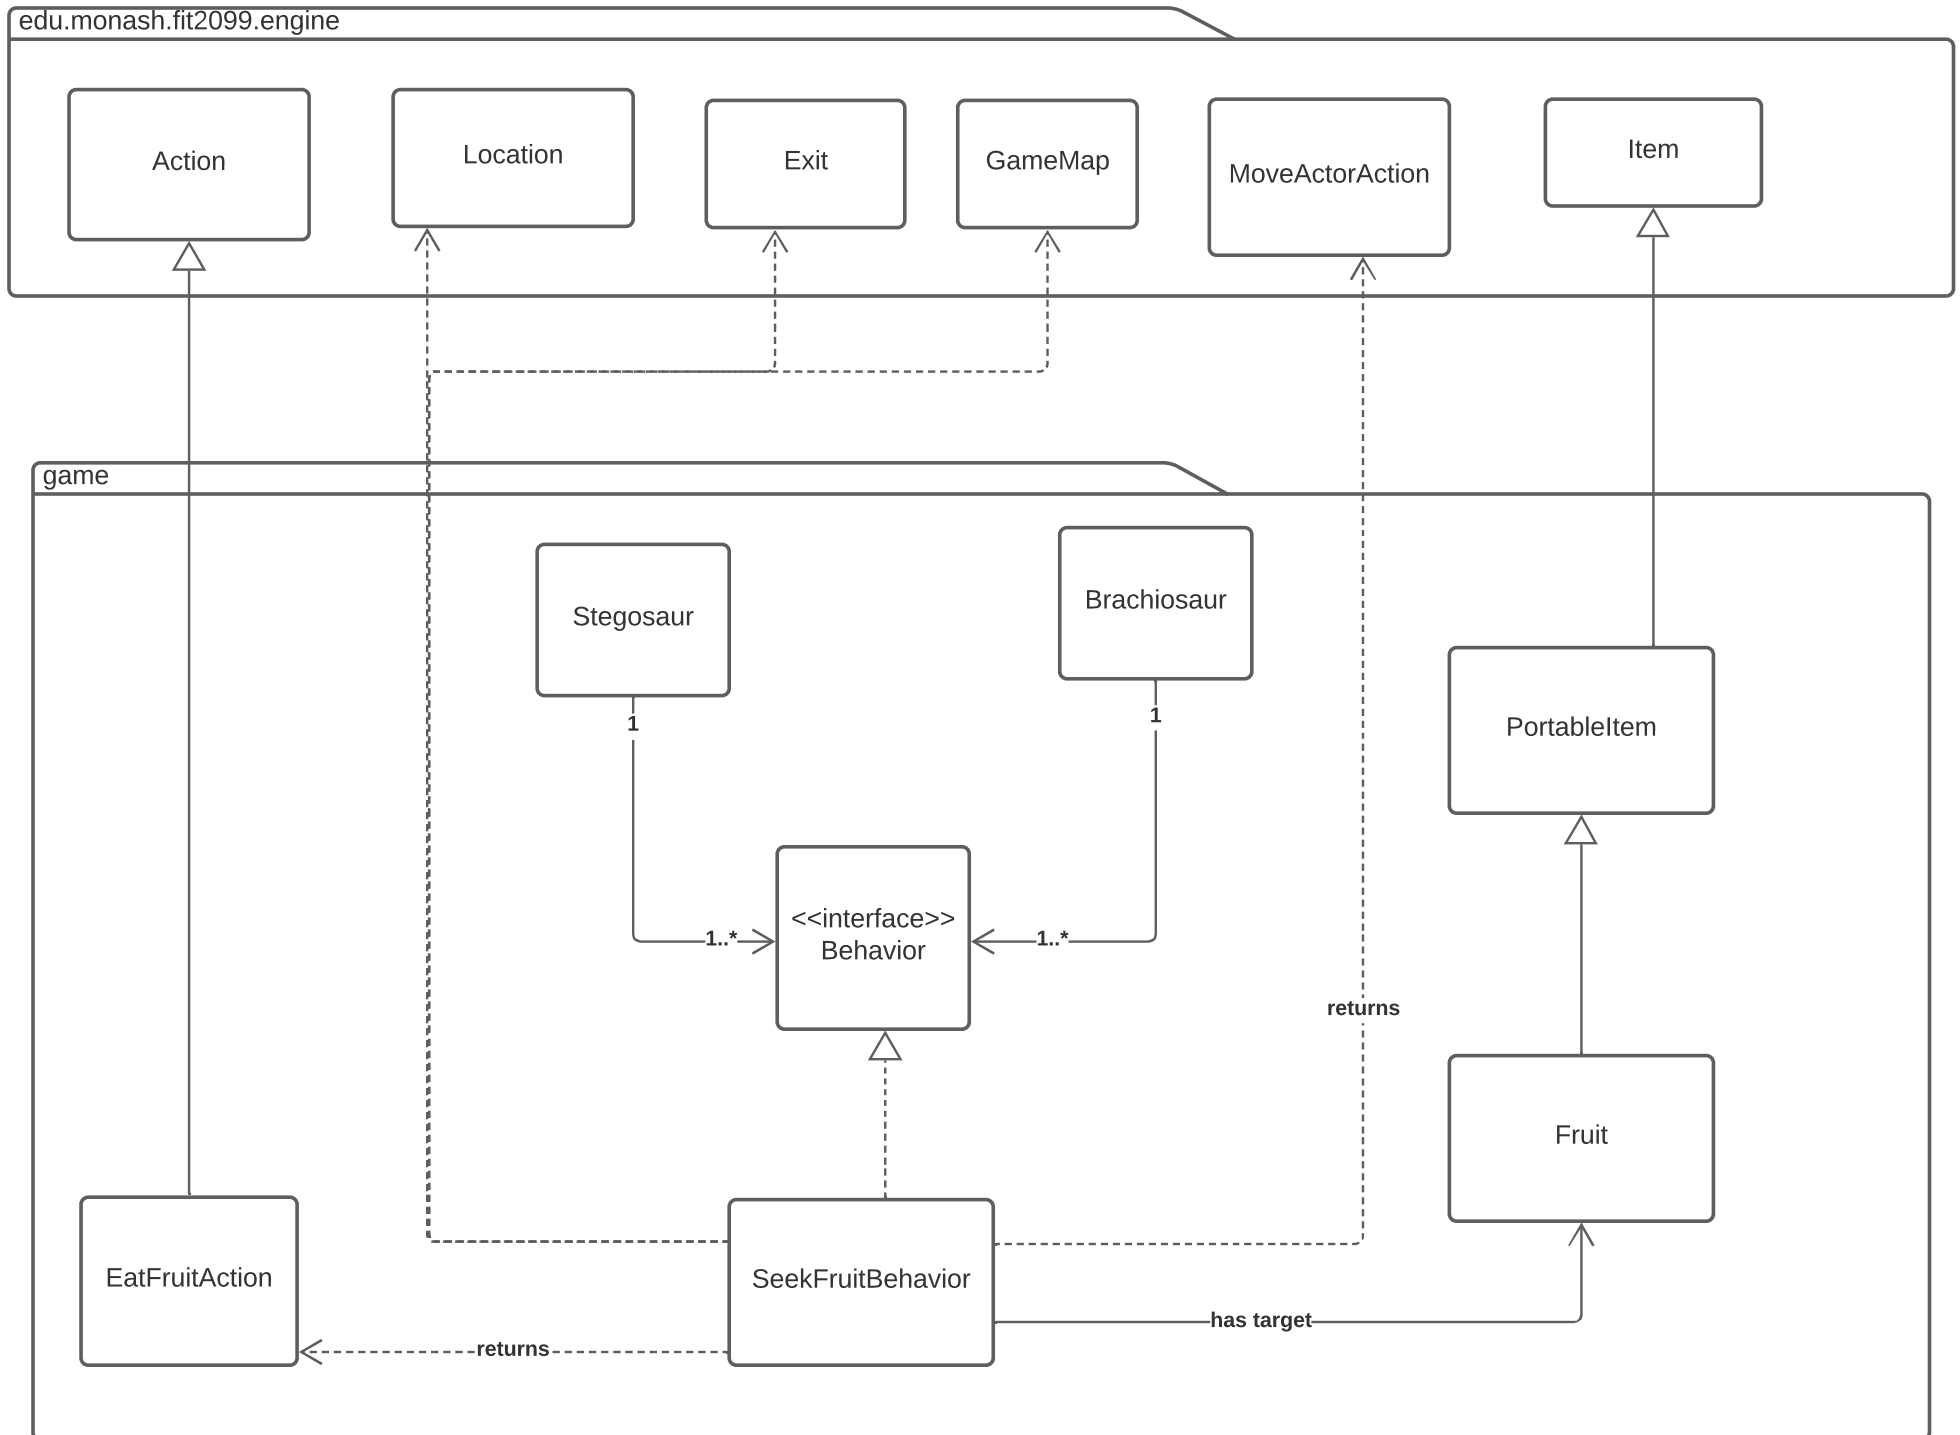 edu.monash.fit2099.engine
Action
Location
Exit
GameMap
MoveActorAction
Item
game
Stegosaur
Brachiosaur
1
1
PortableItem
<<interface>>
Behavior
1..*
1..*
returns
Fruit
EatFruitAction
SeekFruitBehavior
has target
returns